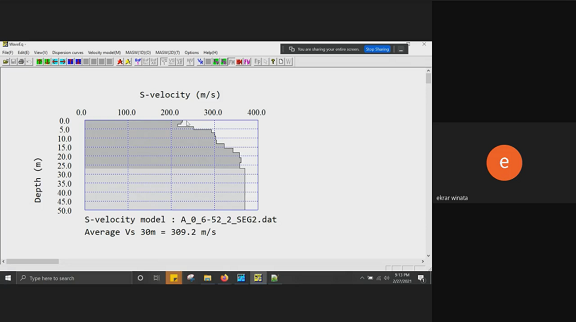 WaveEq -
You are sharing your entire screen. Stop Sharing
File(F) Edit(E) View(V) Dispersion curves Velocity model(M) MASW(1D)(O) MASW(2D)(T) Options Help(H)
S-velocity (m/s)
0.0 100.0 200.0 300.0 400.0
Depth (m)
0.0
5.0
10.0
15.0
20.0
25.0
30.0
35.0
40.0
45.0
50.0
S-velocity model : A_0_6-52_2_SEG2.dat
Average Vs 30m = 309.2 m/s
e
ekrar winata
Type here to search
9:13 PM
2/27/2021